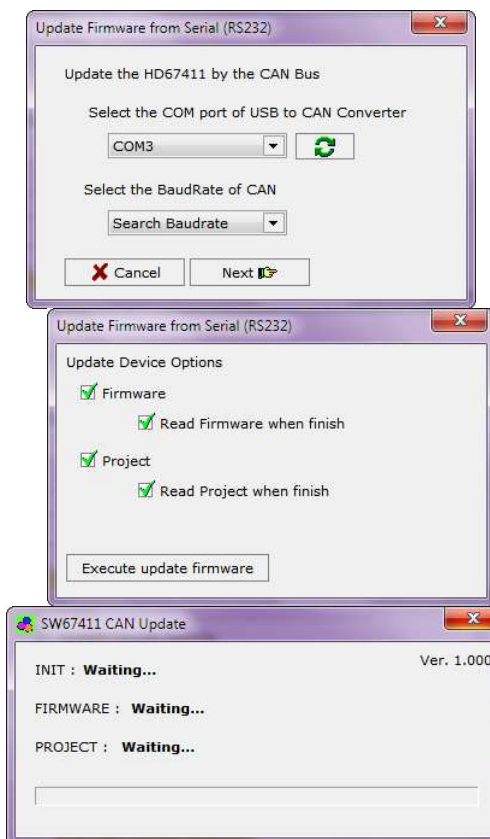 Update Firmware from Serial (RS232)
Update the HD67411 by the CAN Bus
Select the COM port of USB to CAN Converter
COM3
Select the BaudRate of CAN
Search Baudrate
Cancel Next
Update Firmware from Serial (RS232)
Update Device Options
Firmware
Read Firmware when finish
Project
Read Project when finish
Execute update firmware
SW67411 CAN Update
Ver. 1.000
INIT : Waiting...
FIRMWARE : Waiting...
PROJECT : Waiting...